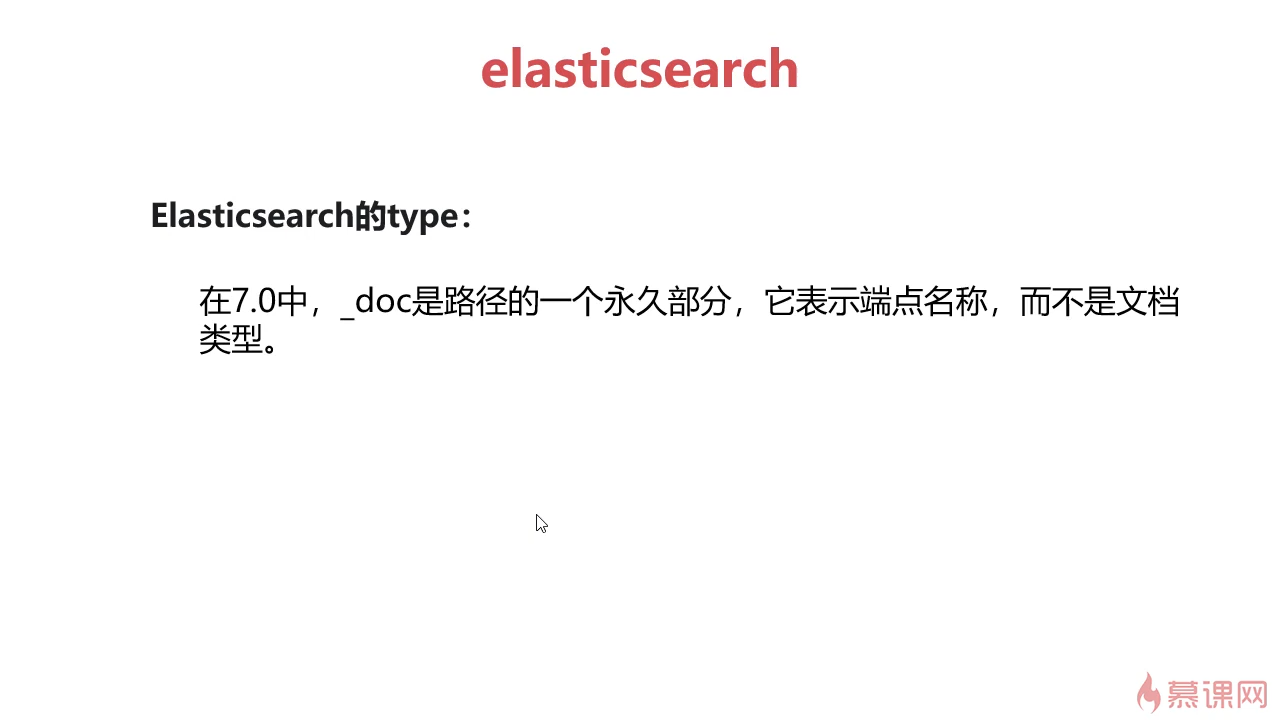 elasticsearch
Elasticsearch的type：
在7.0中，_doc是路径的一个永久部分，它表示端点名称，而不是文档
类型。
慕课网